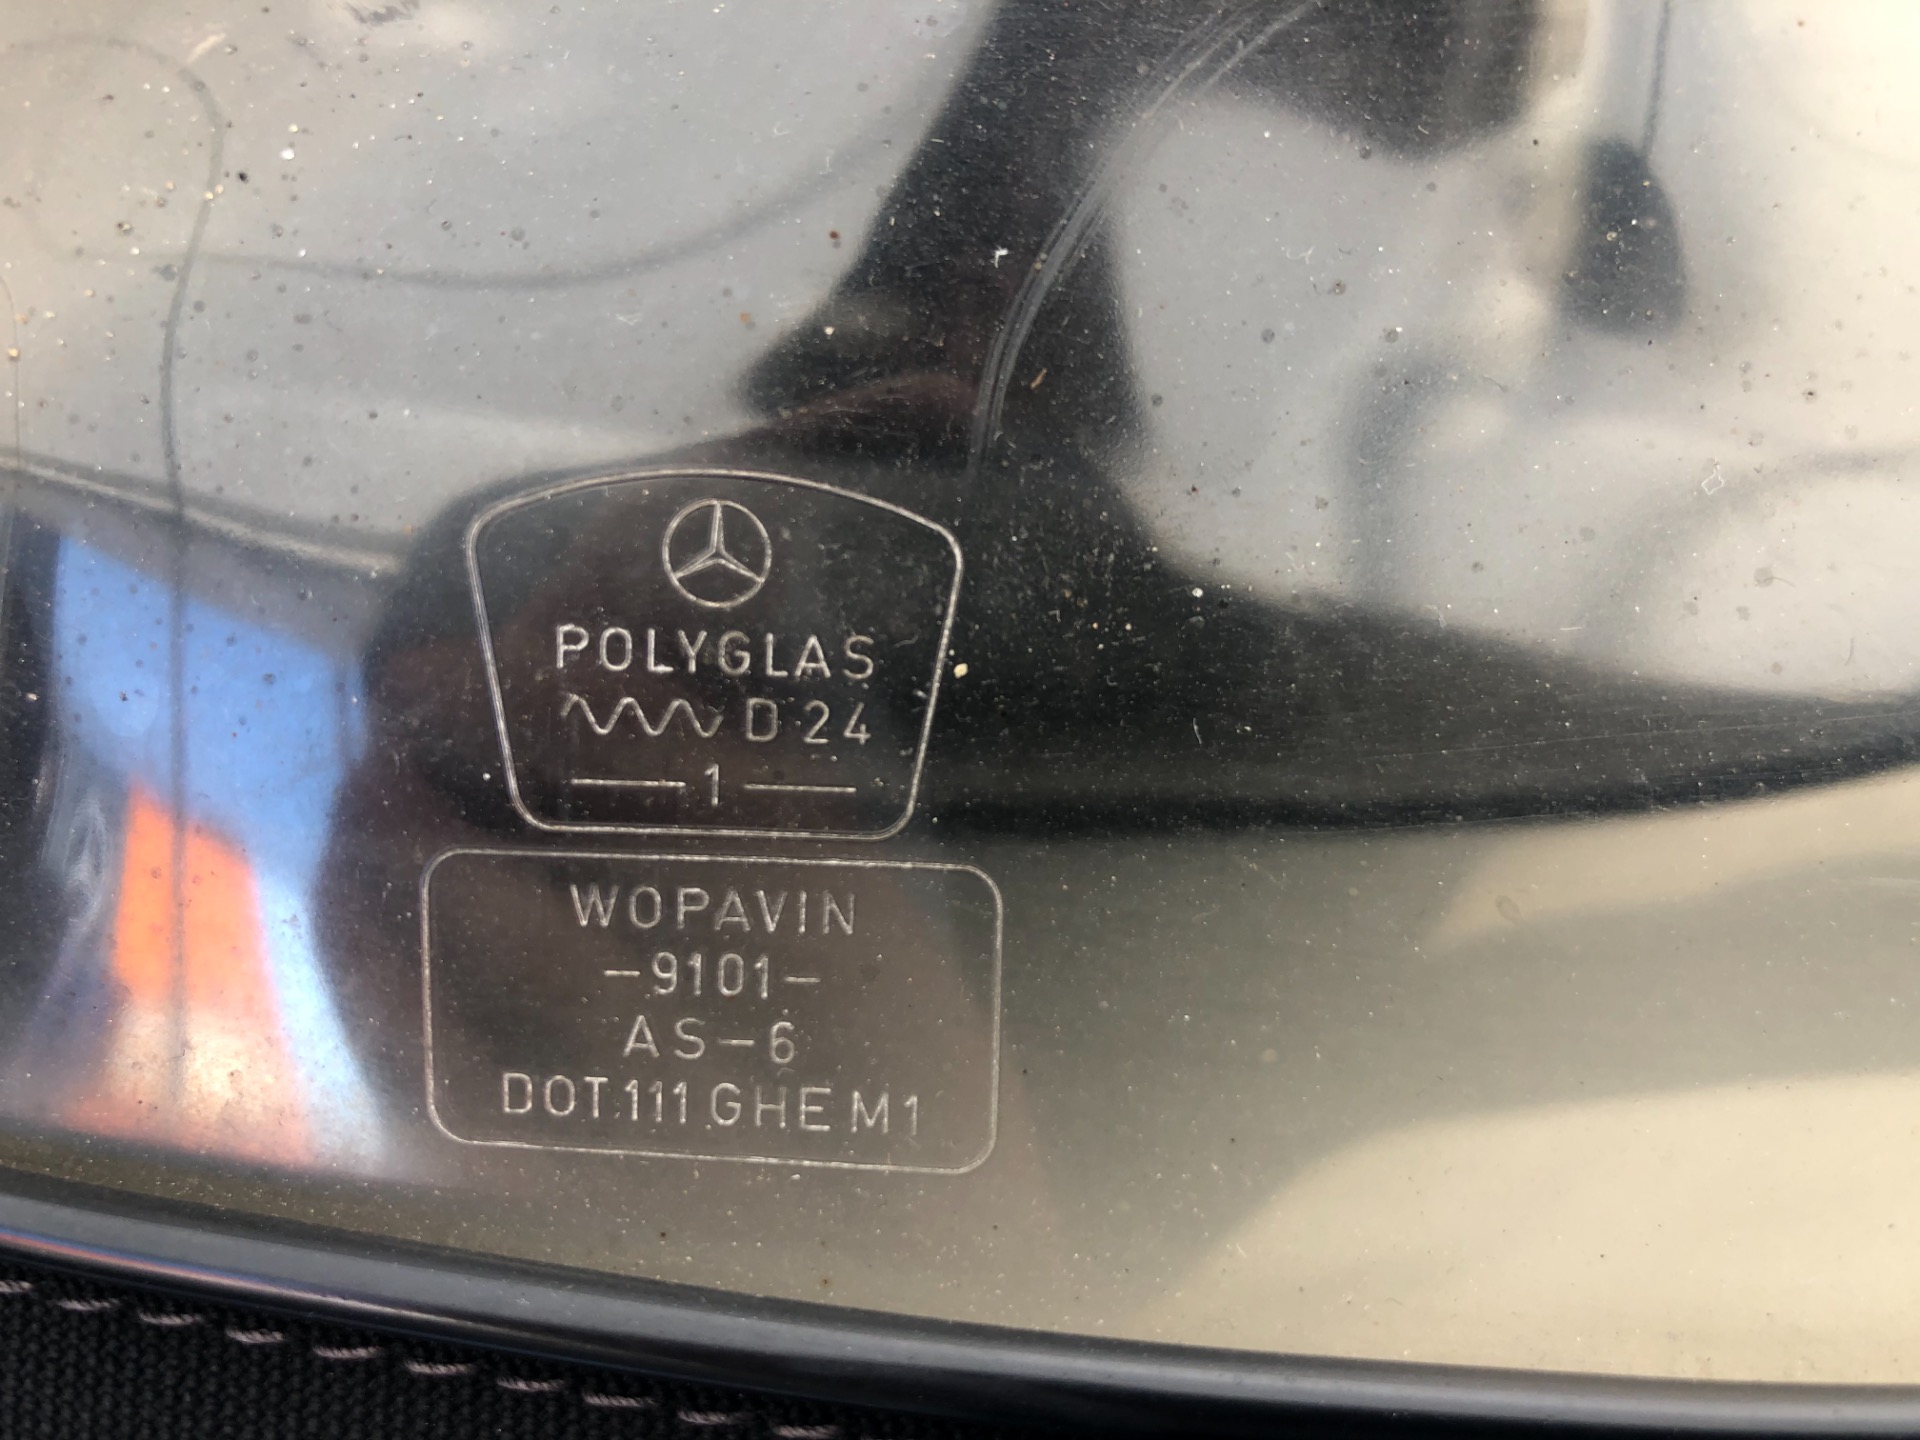 POLYGLAS
D 24
1
WOPAVIN
-9101-
AS-6
DOT 111 GHE M1